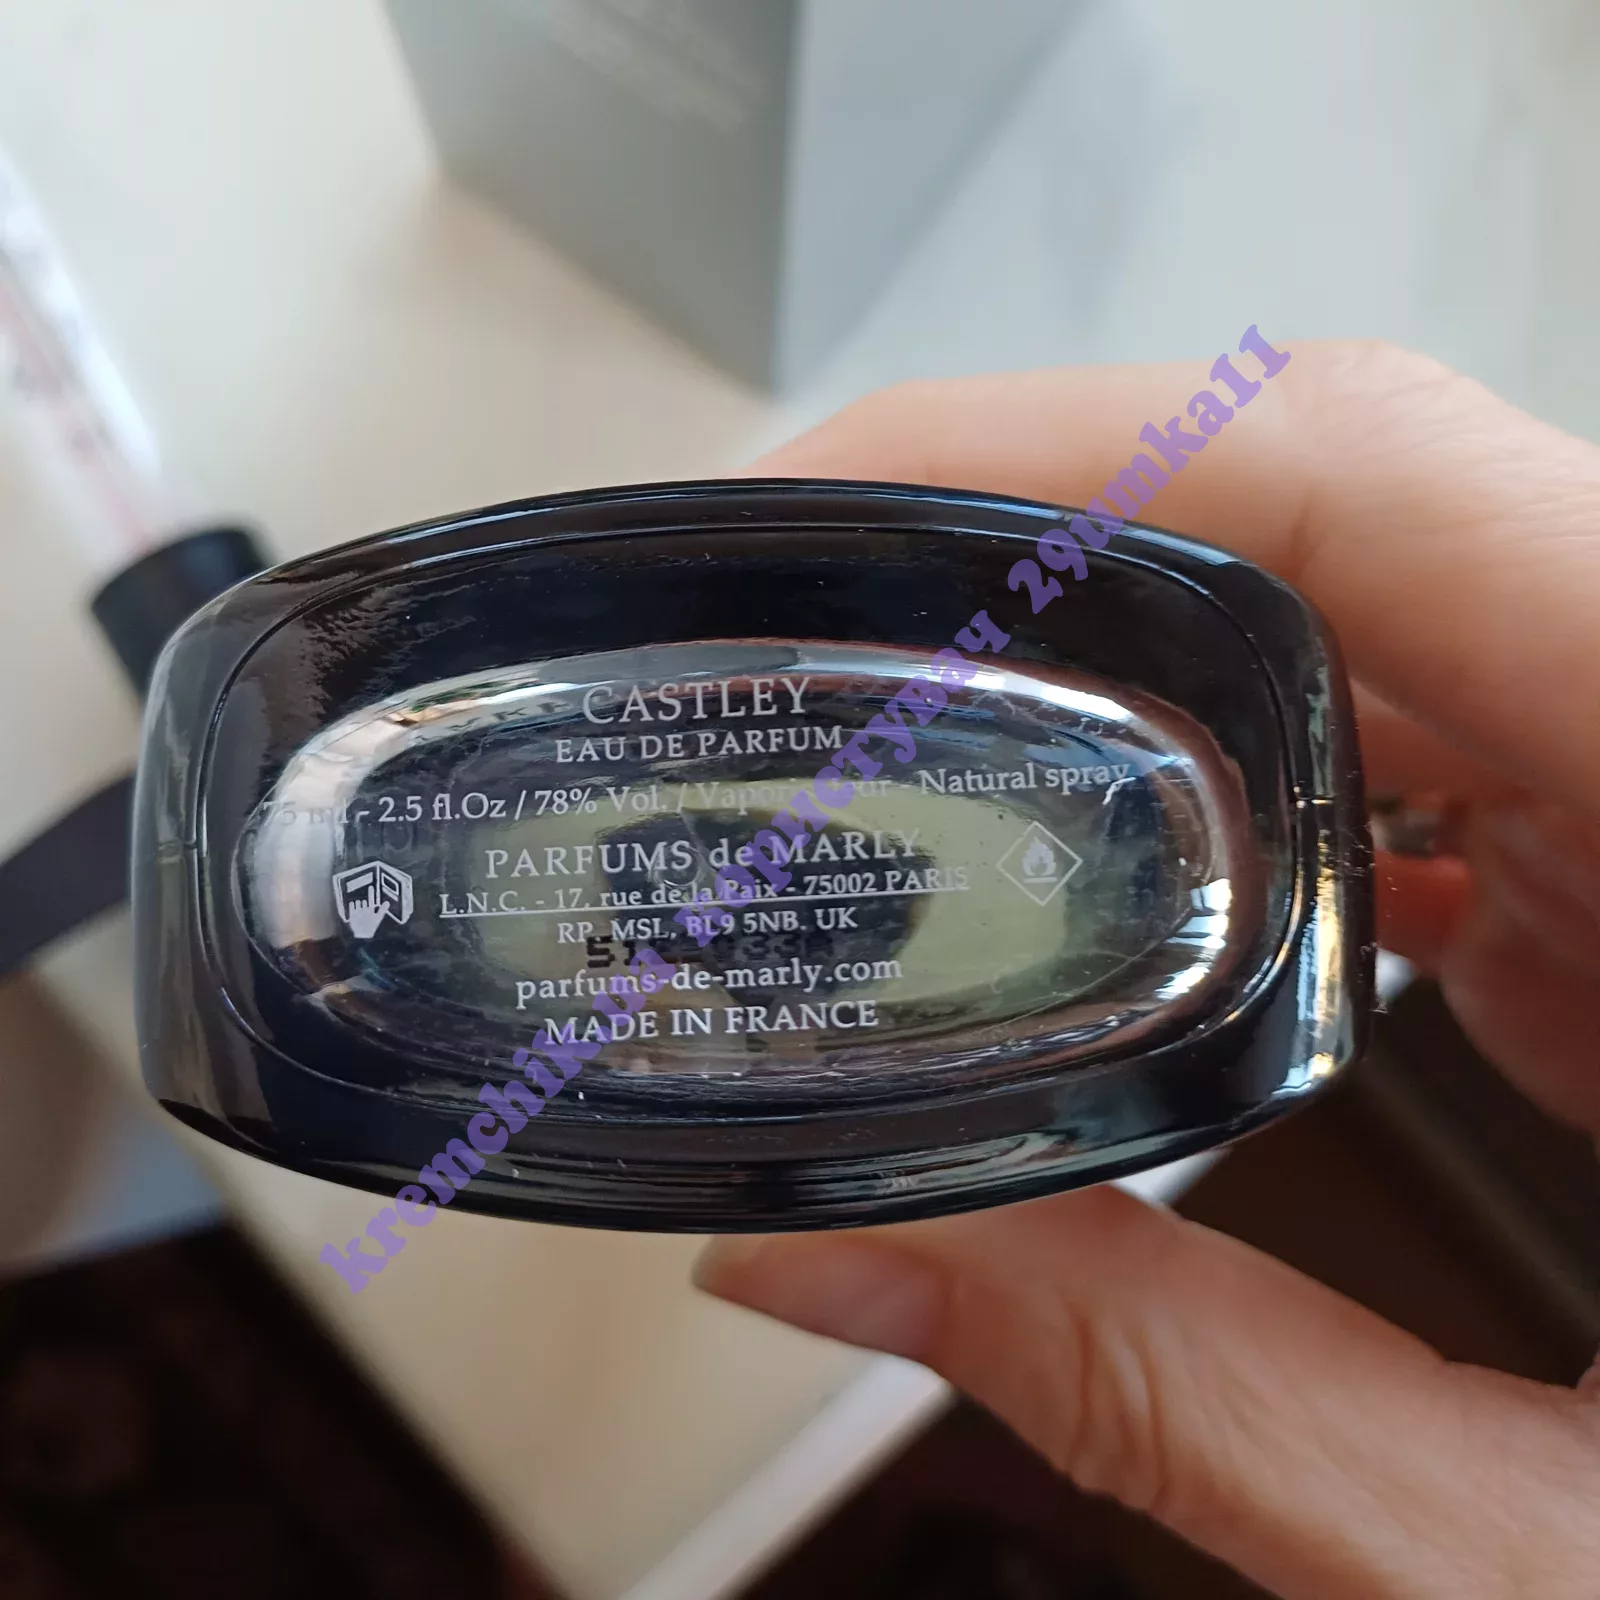 CASTLEY
EAU DE PARFUM
75 ml - 2.5 fl.Oz / 78% Vol. / Vaporisateur - Natural spray
PARFUMS de MARLY
L.N.C. - 17, rue de la Paix - 75002 PARIS
RP. MSL, BL9 5NB. UK
parfums-de-marly.com
MADE IN FRANCE
kremchik.ua користувач 29umka11